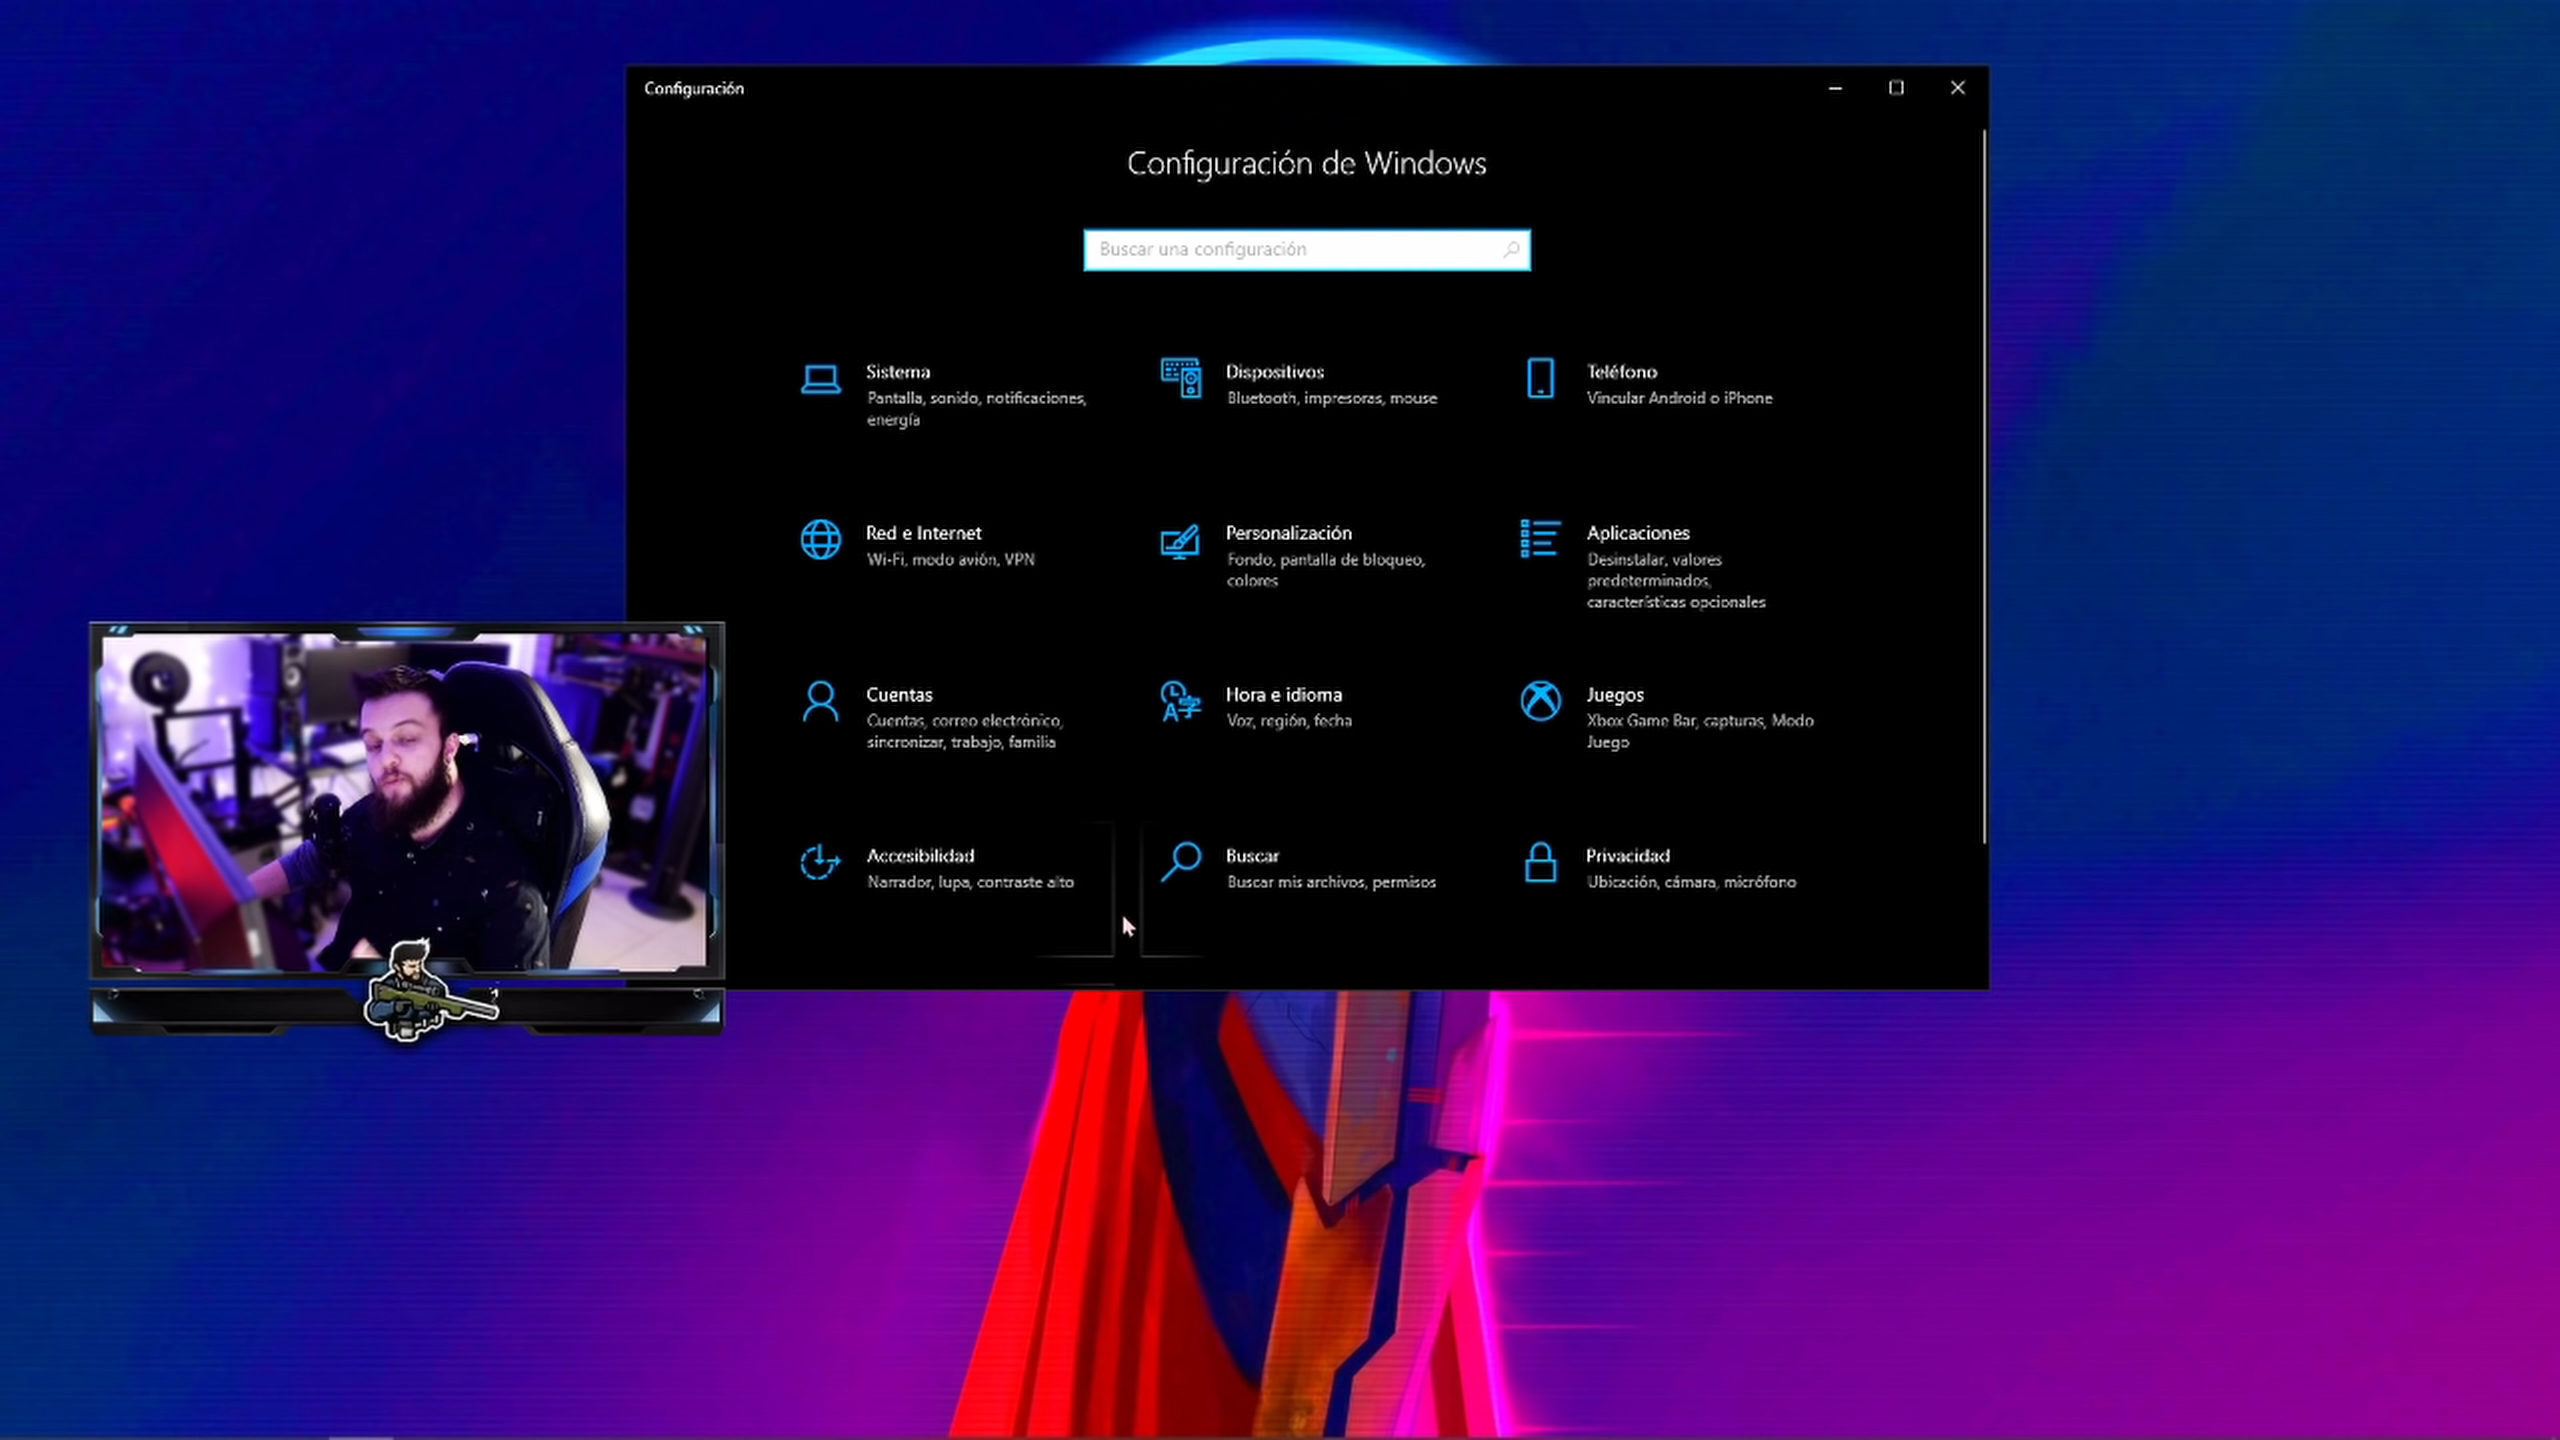 Configuración
Configuración de Windows
Buscar una configuración
Sistema
Pantalla, sonido, notificaciones,
energía
Dispositivos
Bluetooth, impresoras, mouse
Teléfono
Vincular Android o iPhone
Red e Internet
Wi-Fi, modo avión, VPN
Personalización
Fondo, pantalla de bloqueo,
colores
Aplicaciones
Desinstalar, valores
predeterminados,
características opcionales
Cuentas
Cuentas, correo electrónico,
sincronizar, trabajo, familia
Hora e idioma
Voz, región, fecha
Juegos
Xbox Game Bar, capturas, Modo
Juego
Accesibilidad
Narrador, lupa, contraste alto
Buscar
Buscar mis archivos, permisos
Privacidad
Ubicación, cámara, micrófono